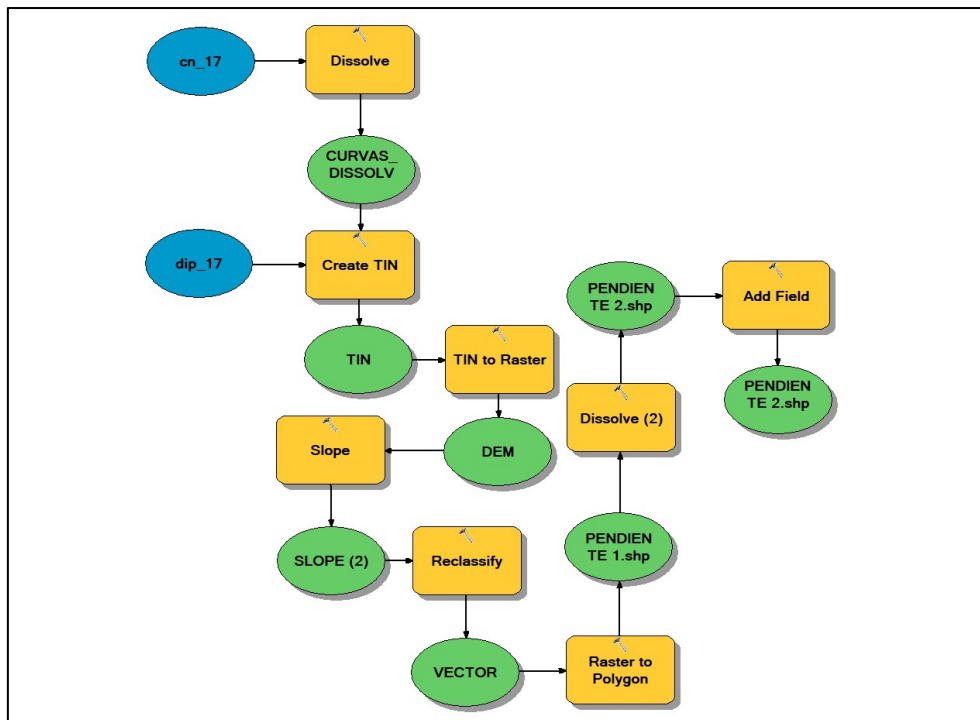 cn_17
Dissolve
CURVAS_
DISSOLV
dip_17
Create TIN
TIN
TIN to Raster
DEM
Slope
SLOPE (2)
Reclassify
VECTOR
Raster to
Polygon
PENDIEN
TE 1.shp
Dissolve (2)
PENDIEN
TE 2.shp
Add Field
PENDIEN
TE 2.shp